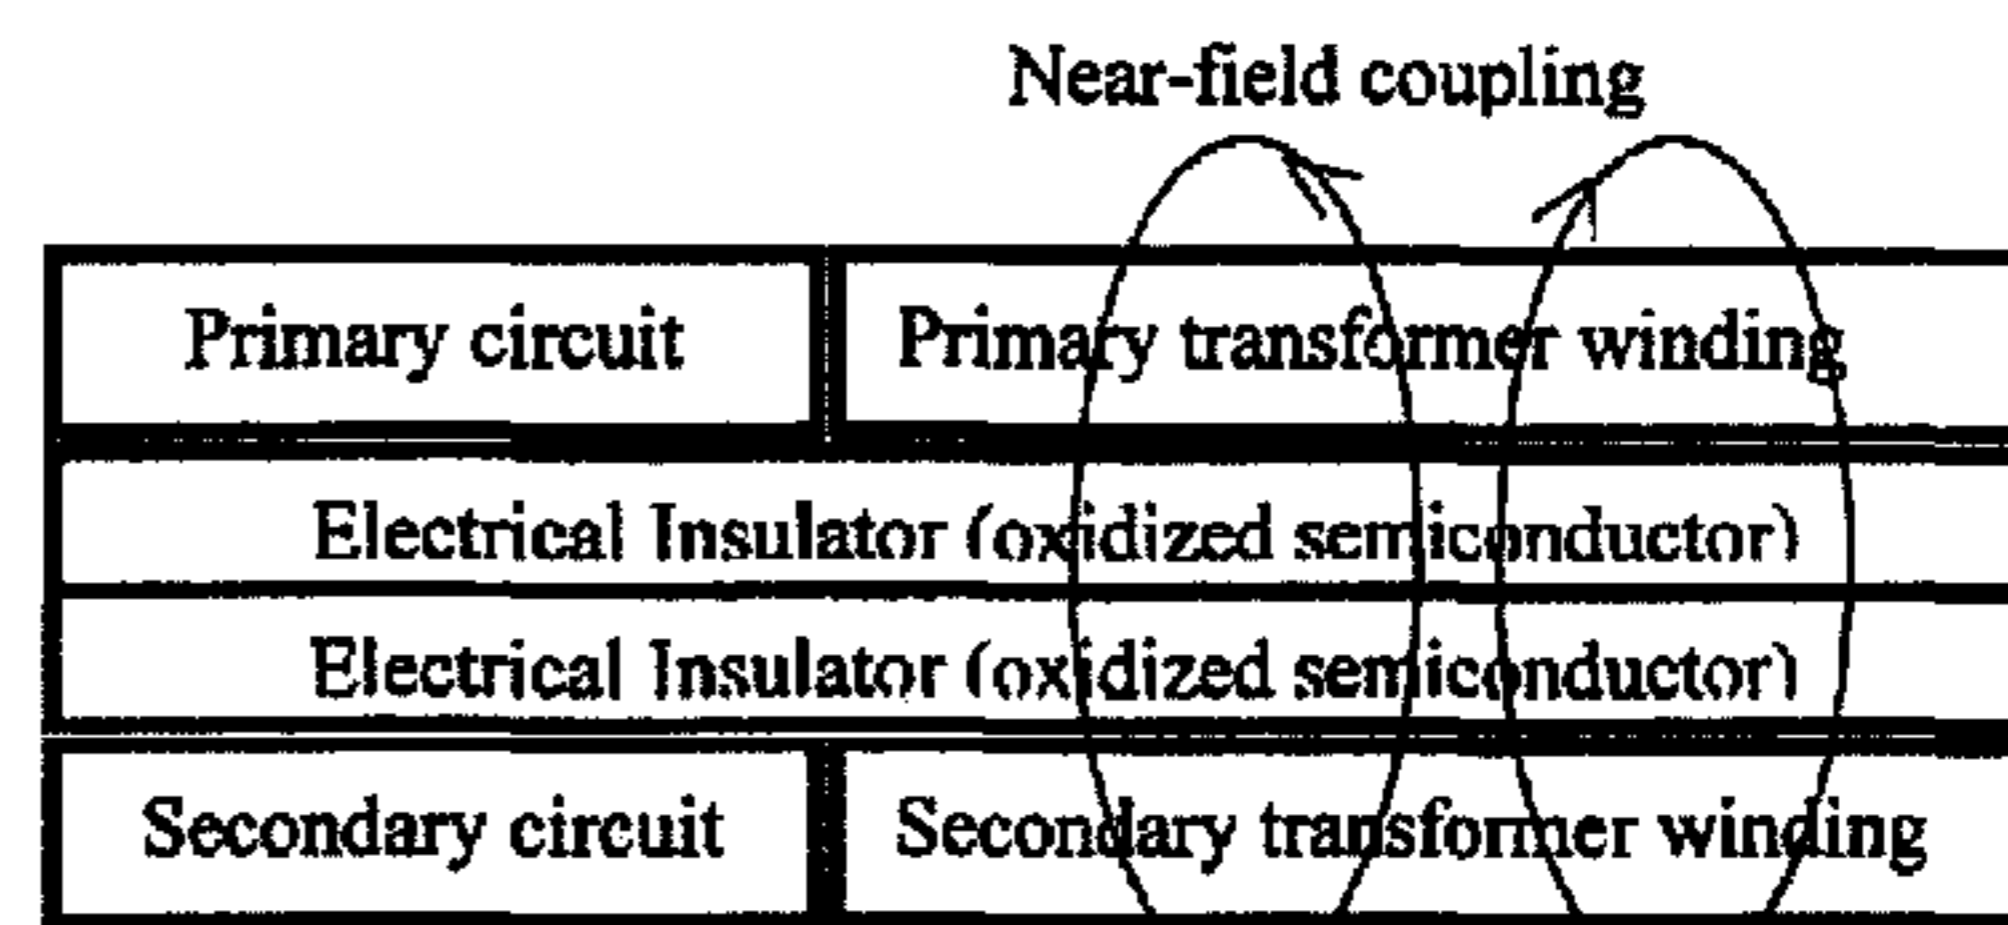 Near-field coupling
Primary circuit
Primary transformer winding
Electrical Insulator (oxidized semiconductor)
Electrical Insulator (oxidized semiconductor)
Secondary circuit
Secondary transformer winding